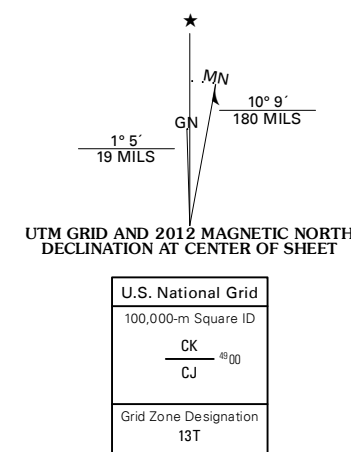 ★
MN
GN
1° 5´
19 MILS
10° 9´
180 MILS
UTM GRID AND 2012 MAGNETIC NORTH
DECLINATION AT CENTER OF SHEET
U.S. National Grid
100,000-m Square ID
CK
4900
CJ
Grid Zone Designation
13T